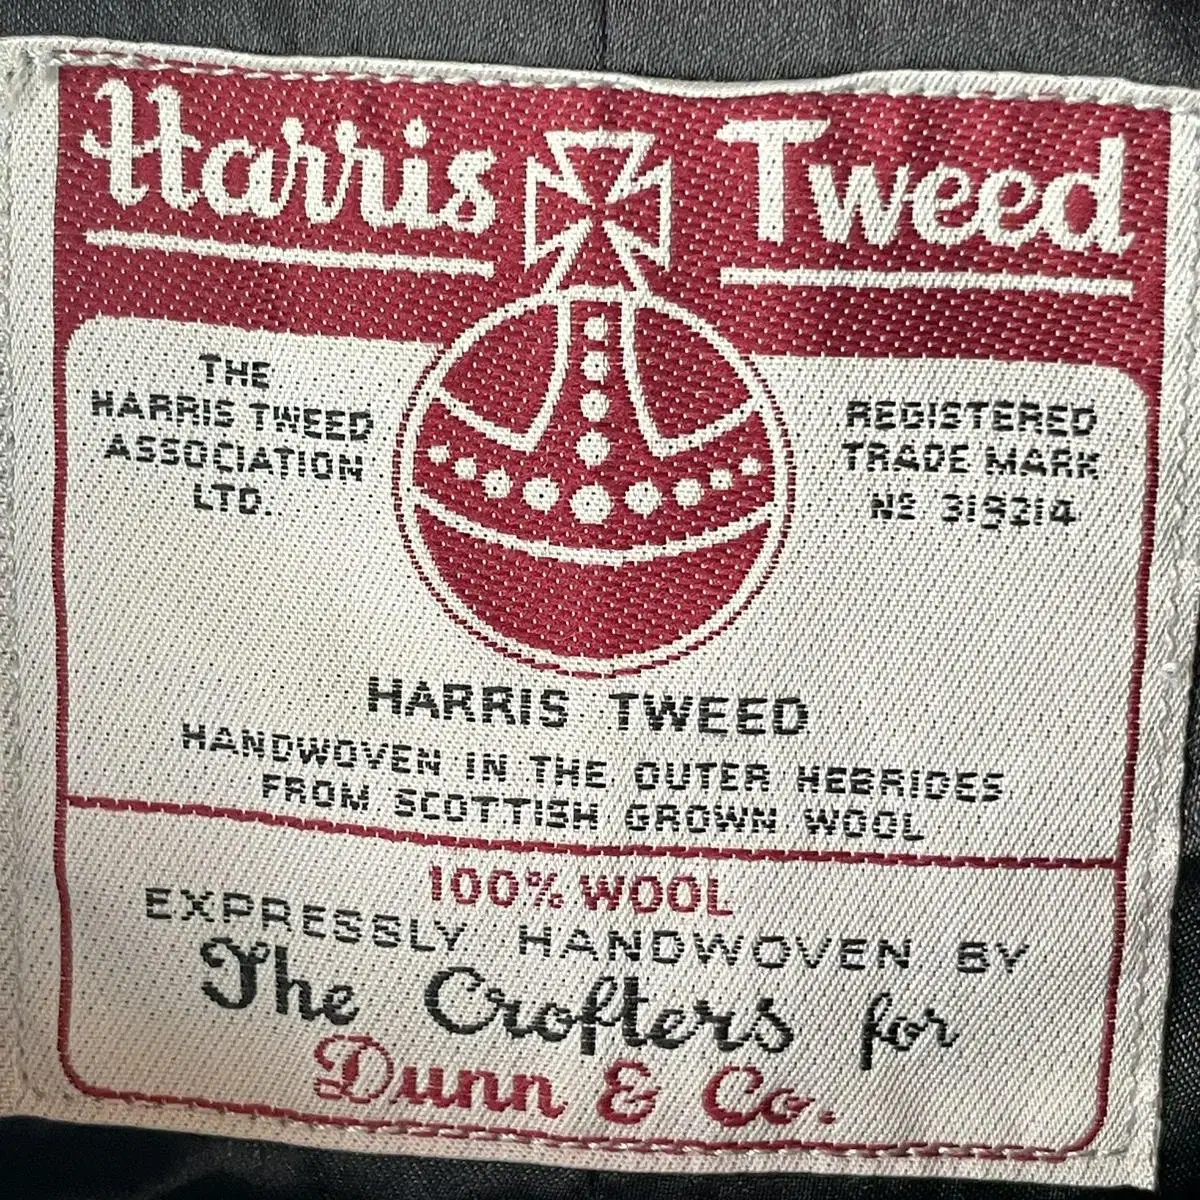 Harris Tweed
THE
HARRIS TWEED
ASSOCIATION
LTD.
REGISTERED
TRADE MARK
Nº 319214
HARRIS TWEED
HANDWOVEN IN THE OUTER HEBRIDES
FROM SCOTTISH GROWN WOOL
100% WOOL
EXPRESSLY HANDWOVEN BY
The Crofters for
Dunn & Co.